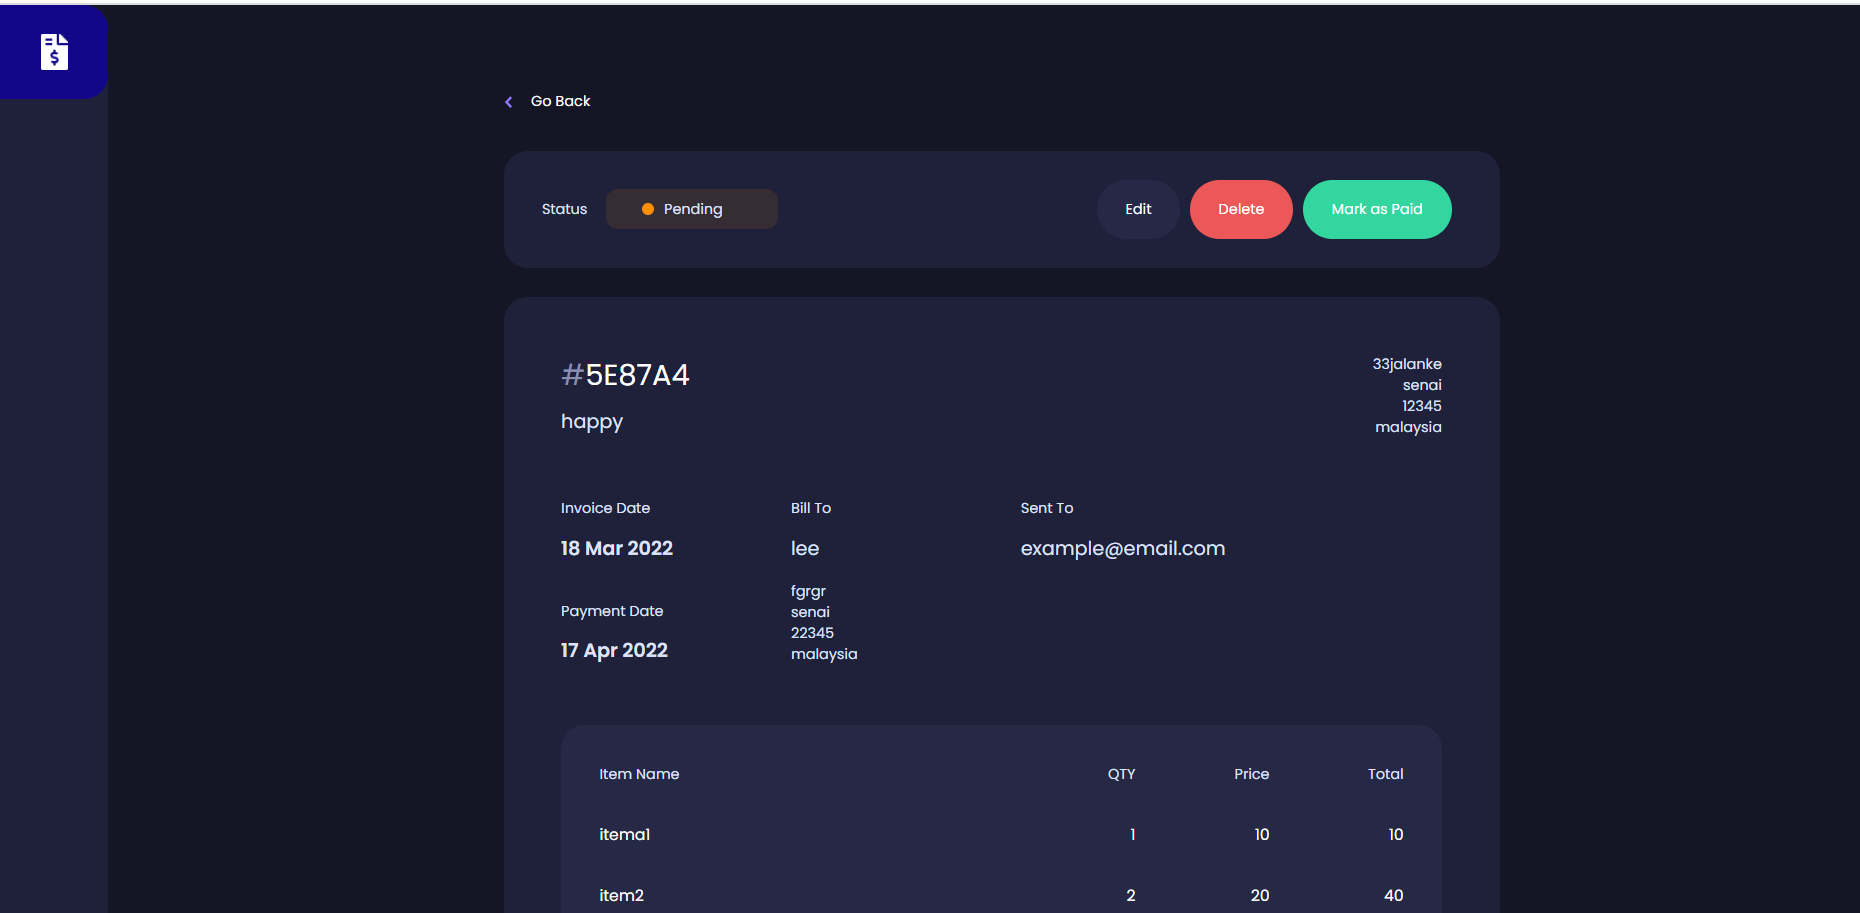 $
Go Back
Status
Pending
Edit
Delete
Mark as Paid
#5E87A4
happy
33jalanke
senai
12345
malaysia
Invoice Date
18 Mar 2022
Payment Date
17 Apr 2022
Bill To
lee
fgrgr
senai
22345
malaysia
Sent To
example@email.com
Item Name QTY Price Total
itema1 1 10 10
item2 2 20 40